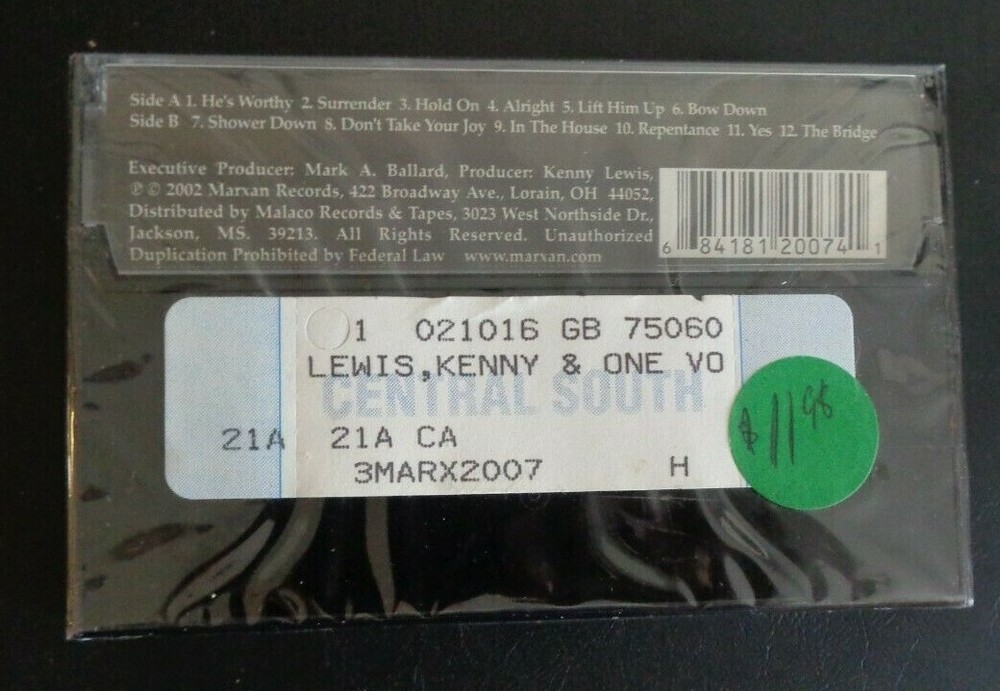 Side A 1. He's Worthy 2. Surrender 3. Hold On 4. Alright 5. Lift Him Up 6. Bow Down
Side B 7. Shower Down 8. Don't Take Your Joy 9. In The House 10. Repentance 11. Yes 12. The Bridge
Executive Producer: Mark A. Ballard, Producer: Kenny Lewis,
℗ © 2002 Marxan Records, 422 Broadway Ave., Lorain, OH 44052,
Distributed by Malaco Records & Tapes, 3023 West Northside Dr.,
Jackson, MS. 39213. All Rights Reserved. Unauthorized
Duplication Prohibited by Federal Law www.marxan.com
6 84181 20074 1
1 021016 GB 75060
LEWIS,KENNY & ONE VO
CENTRAL SOUTH
21A 21A CA
3MARX2007 H
$11 98